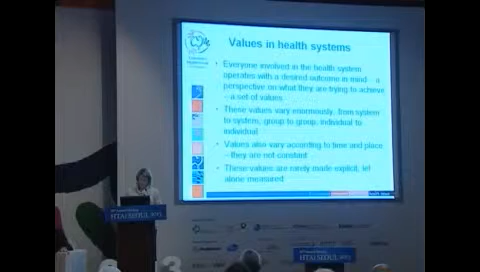 Values in health systems
• Everyone involved in the health system
operates with a desired outcome in mind – a
perspective on what they are trying to achieve
– a set of values
• These values vary enormously, from system
to system, group to group, individual to
individual
• Values also vary according to time and place
– they are not constant
• These values are rarely made explicit, let
alone measured
HTAi SEOUL 2013
HTAi SEOUL